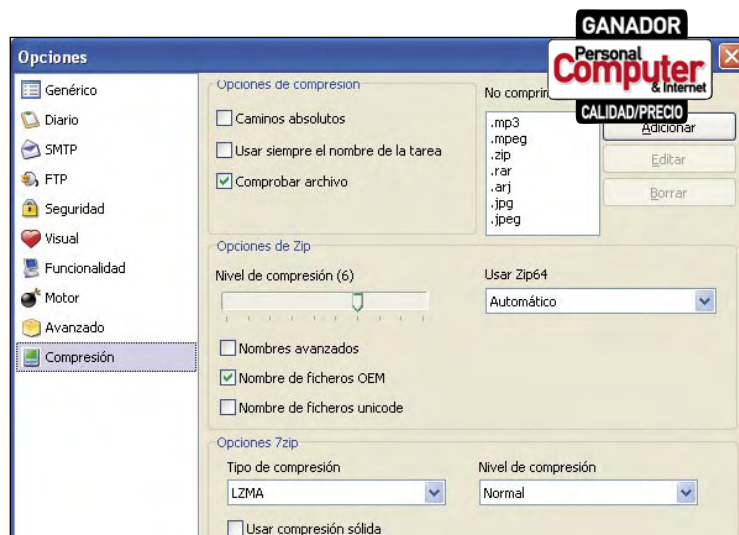 GANADOR
Personal
Computer
& Internet
CALIDAD/PRECIO
Opciones
Genérico
Diario
SMTP
FTP
Seguridad
Visual
Funcionalidad
Motor
Avanzado
Compresión
Opciones de compresión
Caminos absolutos
Usar siempre el nombre de la tarea
Comprobar archivo
No
.mp3
.mpeg
.zip
.rar
.arj
.jpg
.jpeg
Adicionar
Editar
Borrar
Opciones de Zip
Nivel de compresión (6)
Usar Zip64
Automático
Nombres avanzados
Nombre de ficheros OEM
Nombre de ficheros unicode
Opciones 7zip
Tipo de compresión
Nivel de compresión
LZMA
Normal
Usar compresión sólida